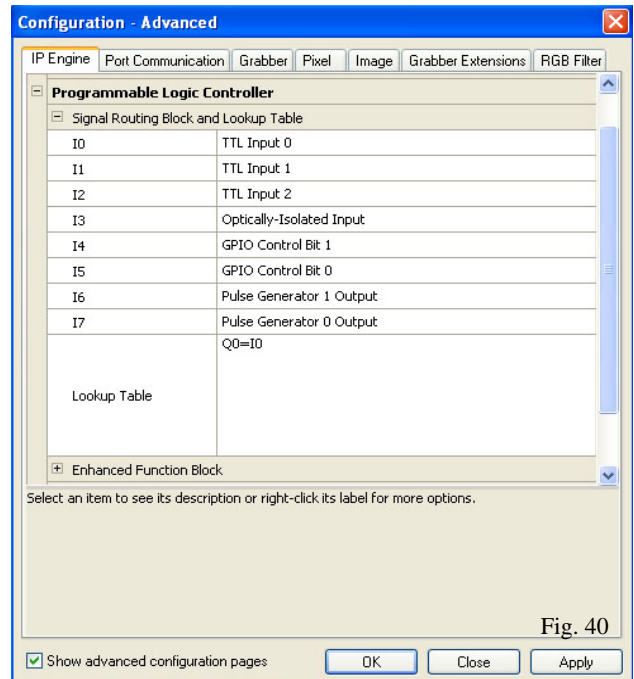 Configuration - Advanced
IP Engine Port Communication Grabber Pixel Image Grabber Extensions RGB Filter
Programmable Logic Controller
Signal Routing Block and Lookup Table
I0 TTL Input 0
I1 TTL Input 1
I2 TTL Input 2
I3 Optically-Isolated Input
I4 GPIO Control Bit 1
I5 GPIO Control Bit 0
I6 Pulse Generator 1 Output
I7 Pulse Generator 0 Output
Q0=I0
Lookup Table
Enhanced Function Block
Select an item to see its description or right-click its label for more options.
Fig. 40
Show advanced configuration pages OK Close Apply